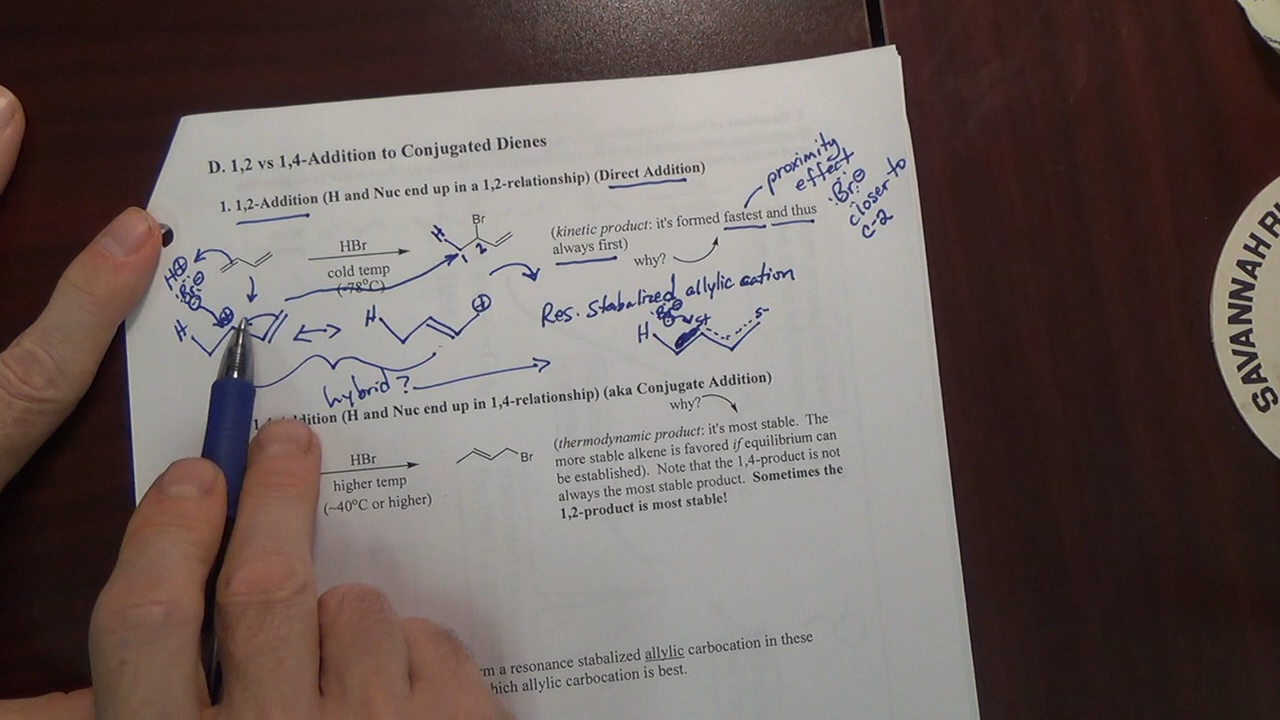 D. 1,2 vs 1,4-Addition to Conjugated Dienes
1. 1,2-Addition (H and Nuc end up in a 1,2-relationship) (Direct Addition)
proximity
effect
:Br:⊖
closer to
C-2
H⊕
:Br:⊖
HBr
cold temp
(-78°C)
Br
H
1 2
(kinetic product: it's formed fastest and thus
always first)
why?
H
⊕
H
⊕
Res. stabalized allylic cation
Br⊖
H
δ+
δ-
hybrid?
dition (H and Nuc end up in 1,4-relationship) (aka Conjugate Addition)
why?
HBr
higher temp
(~40°C or higher)
Br
(thermodynamic product: it's most stable. The
more stable alkene is favored if equilibrium can
be established). Note that the 1,4-product is not
always the most stable product. Sometimes the
1,2-product is most stable!
m a resonance stabalized allylic carbocation in these
hich allylic carbocation is best.
SAVANNAH R